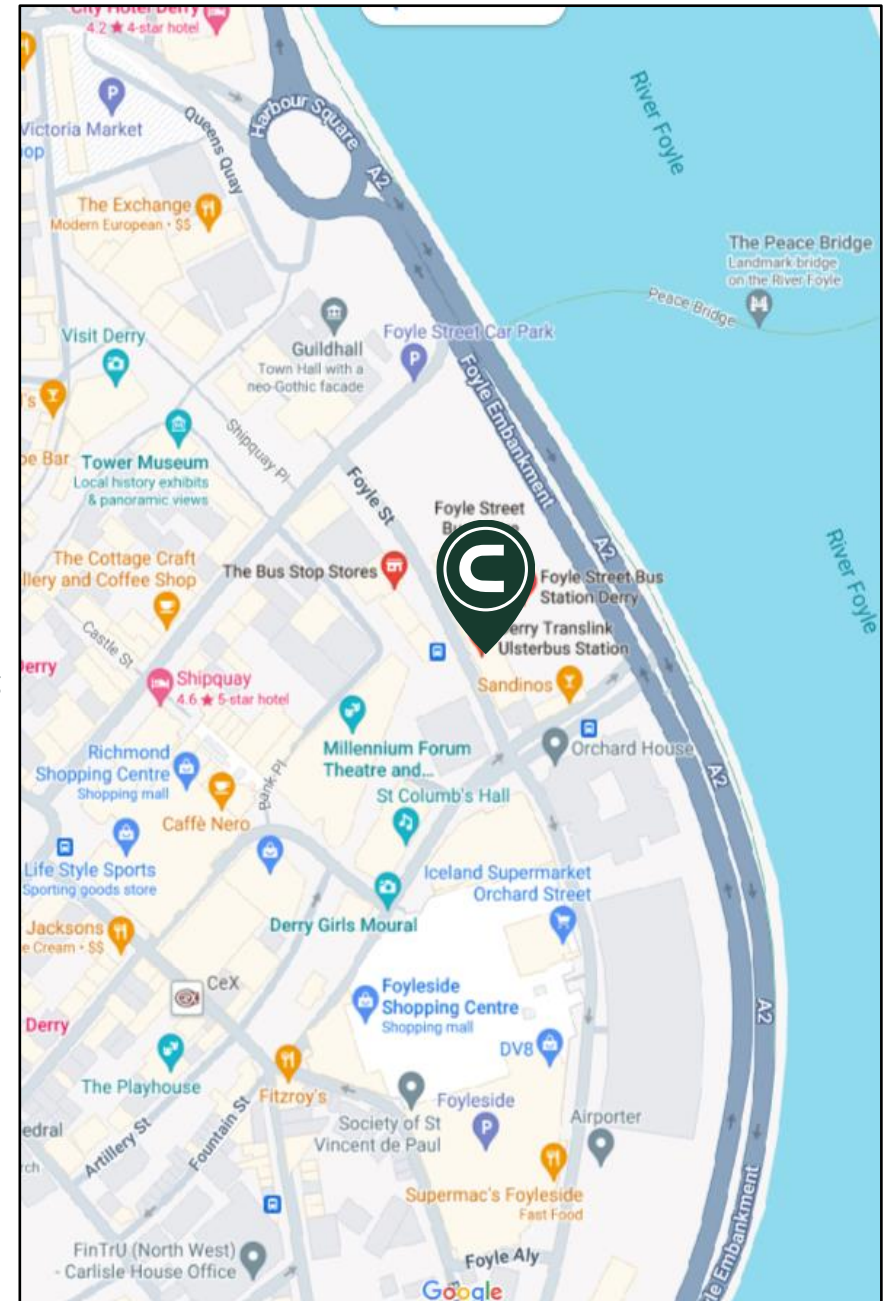 City Hotel Derry
4.2 ★ 4-star hotel
Harbour Square
Queens Quay
A2
Victoria Market
River Foyle
The Exchange
Modern European • $$
The Peace Bridge
Landmark bridge
on the River Foyle
Peace Bridge
Visit Derry
Guildhall
Town Hall with a
neo-Gothic facade
Foyle Street Car Park
Foyle Embankment
Shipquay Pl
Tower Museum
Local history exhibits
& panoramic views
Foyle St
Foyle Street
A2
River Foyle
The Cottage Craft
and Coffee Shop
The Bus Stop Stores
C
Foyle Street Bus
Station Derry
Derry Translink
Ulsterbus Station
Castle St
Derry
Shipquay
4.6 ★ 5-star hotel
Sandinos
Millennium Forum
Theatre and...
Orchard House
A2
Richmond
Shopping Centre
Shopping mall
Bank Pl
St Columb's Hall
Caffè Nero
Life Style Sports
Sporting goods store
Iceland Supermarket
Orchard Street
Jacksons
Cream • $$
Derry Girls Moural
CeX
Foyleside
Shopping Centre
Shopping mall
A2
Derry
DV8
The Playhouse
Fitzroy's
Foyleside
Society of St
Vincent de Paul
Airporter
Artillery St
Fountain St
Supermac's Foyleside
Fast Food
Embankment
FinTrU (North West)
- Carlisle House Office
Foyle Aly
Google